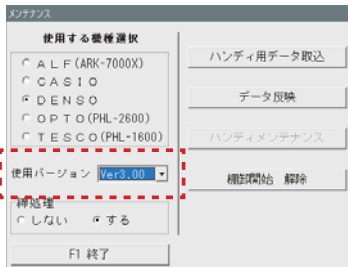 メンテナンス
使用する機種選択
ＡＬＦ(ARK-7000X)
ＣＡＳＩＯ
ＤＥＮＳＯ
ＯＰＴＯ(PHL-2600)
ＴＥＳＣＯ(PHL-1600)
使用バージョン Ver3.00
締処理
しない する
F1 終了
ハンディ用データ取込
データ反映
ハンディメンテナンス
棚卸開始 解除